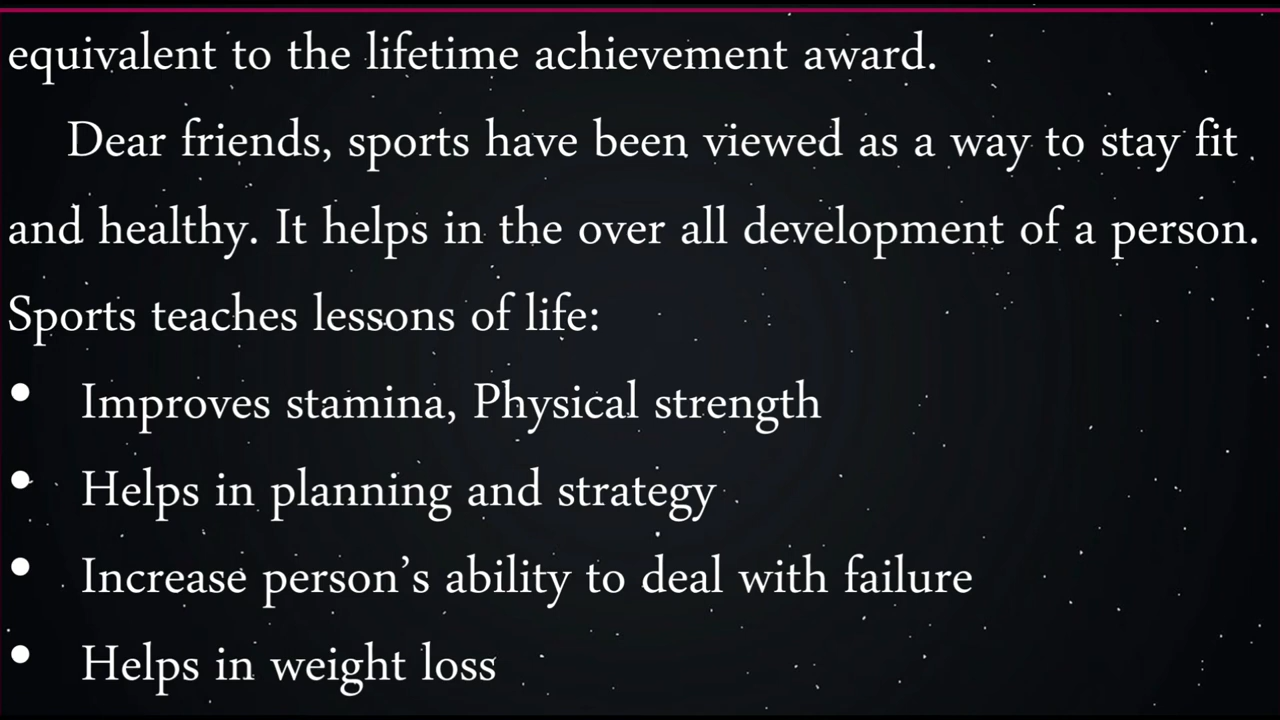 equivalent to the lifetime achievement award.
Dear friends, sports have been viewed as a way to stay fit
and healthy. It helps in the over all development of a person.
Sports teaches lessons of life:
• Improves stamina, Physical strength
• Helps in planning and strategy
• Increase person's ability to deal with failure
• Helps in weight loss